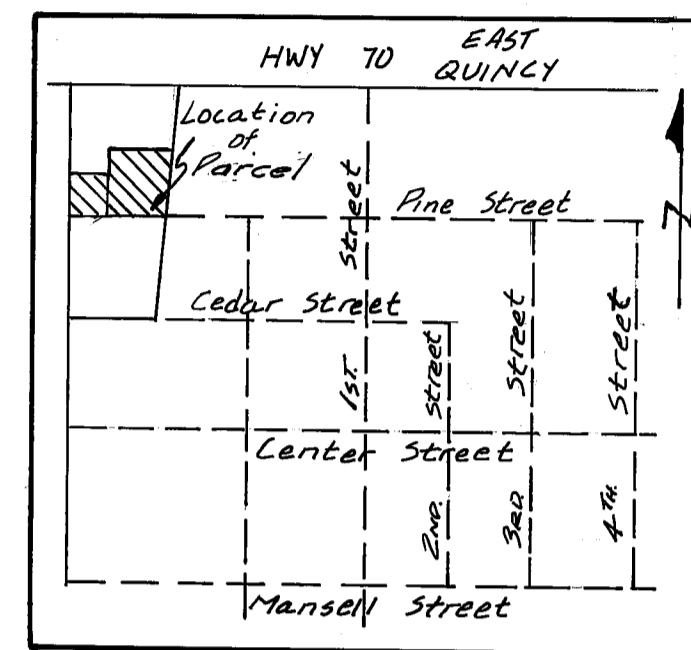 HWY 70 EAST
QUINCY
Location
of
Parcel
N
Pine Street
Street
1ST.
Cedar Street
Street
2ND.
Street
3RD.
Street
4TH.
Center Street
Mansell Street